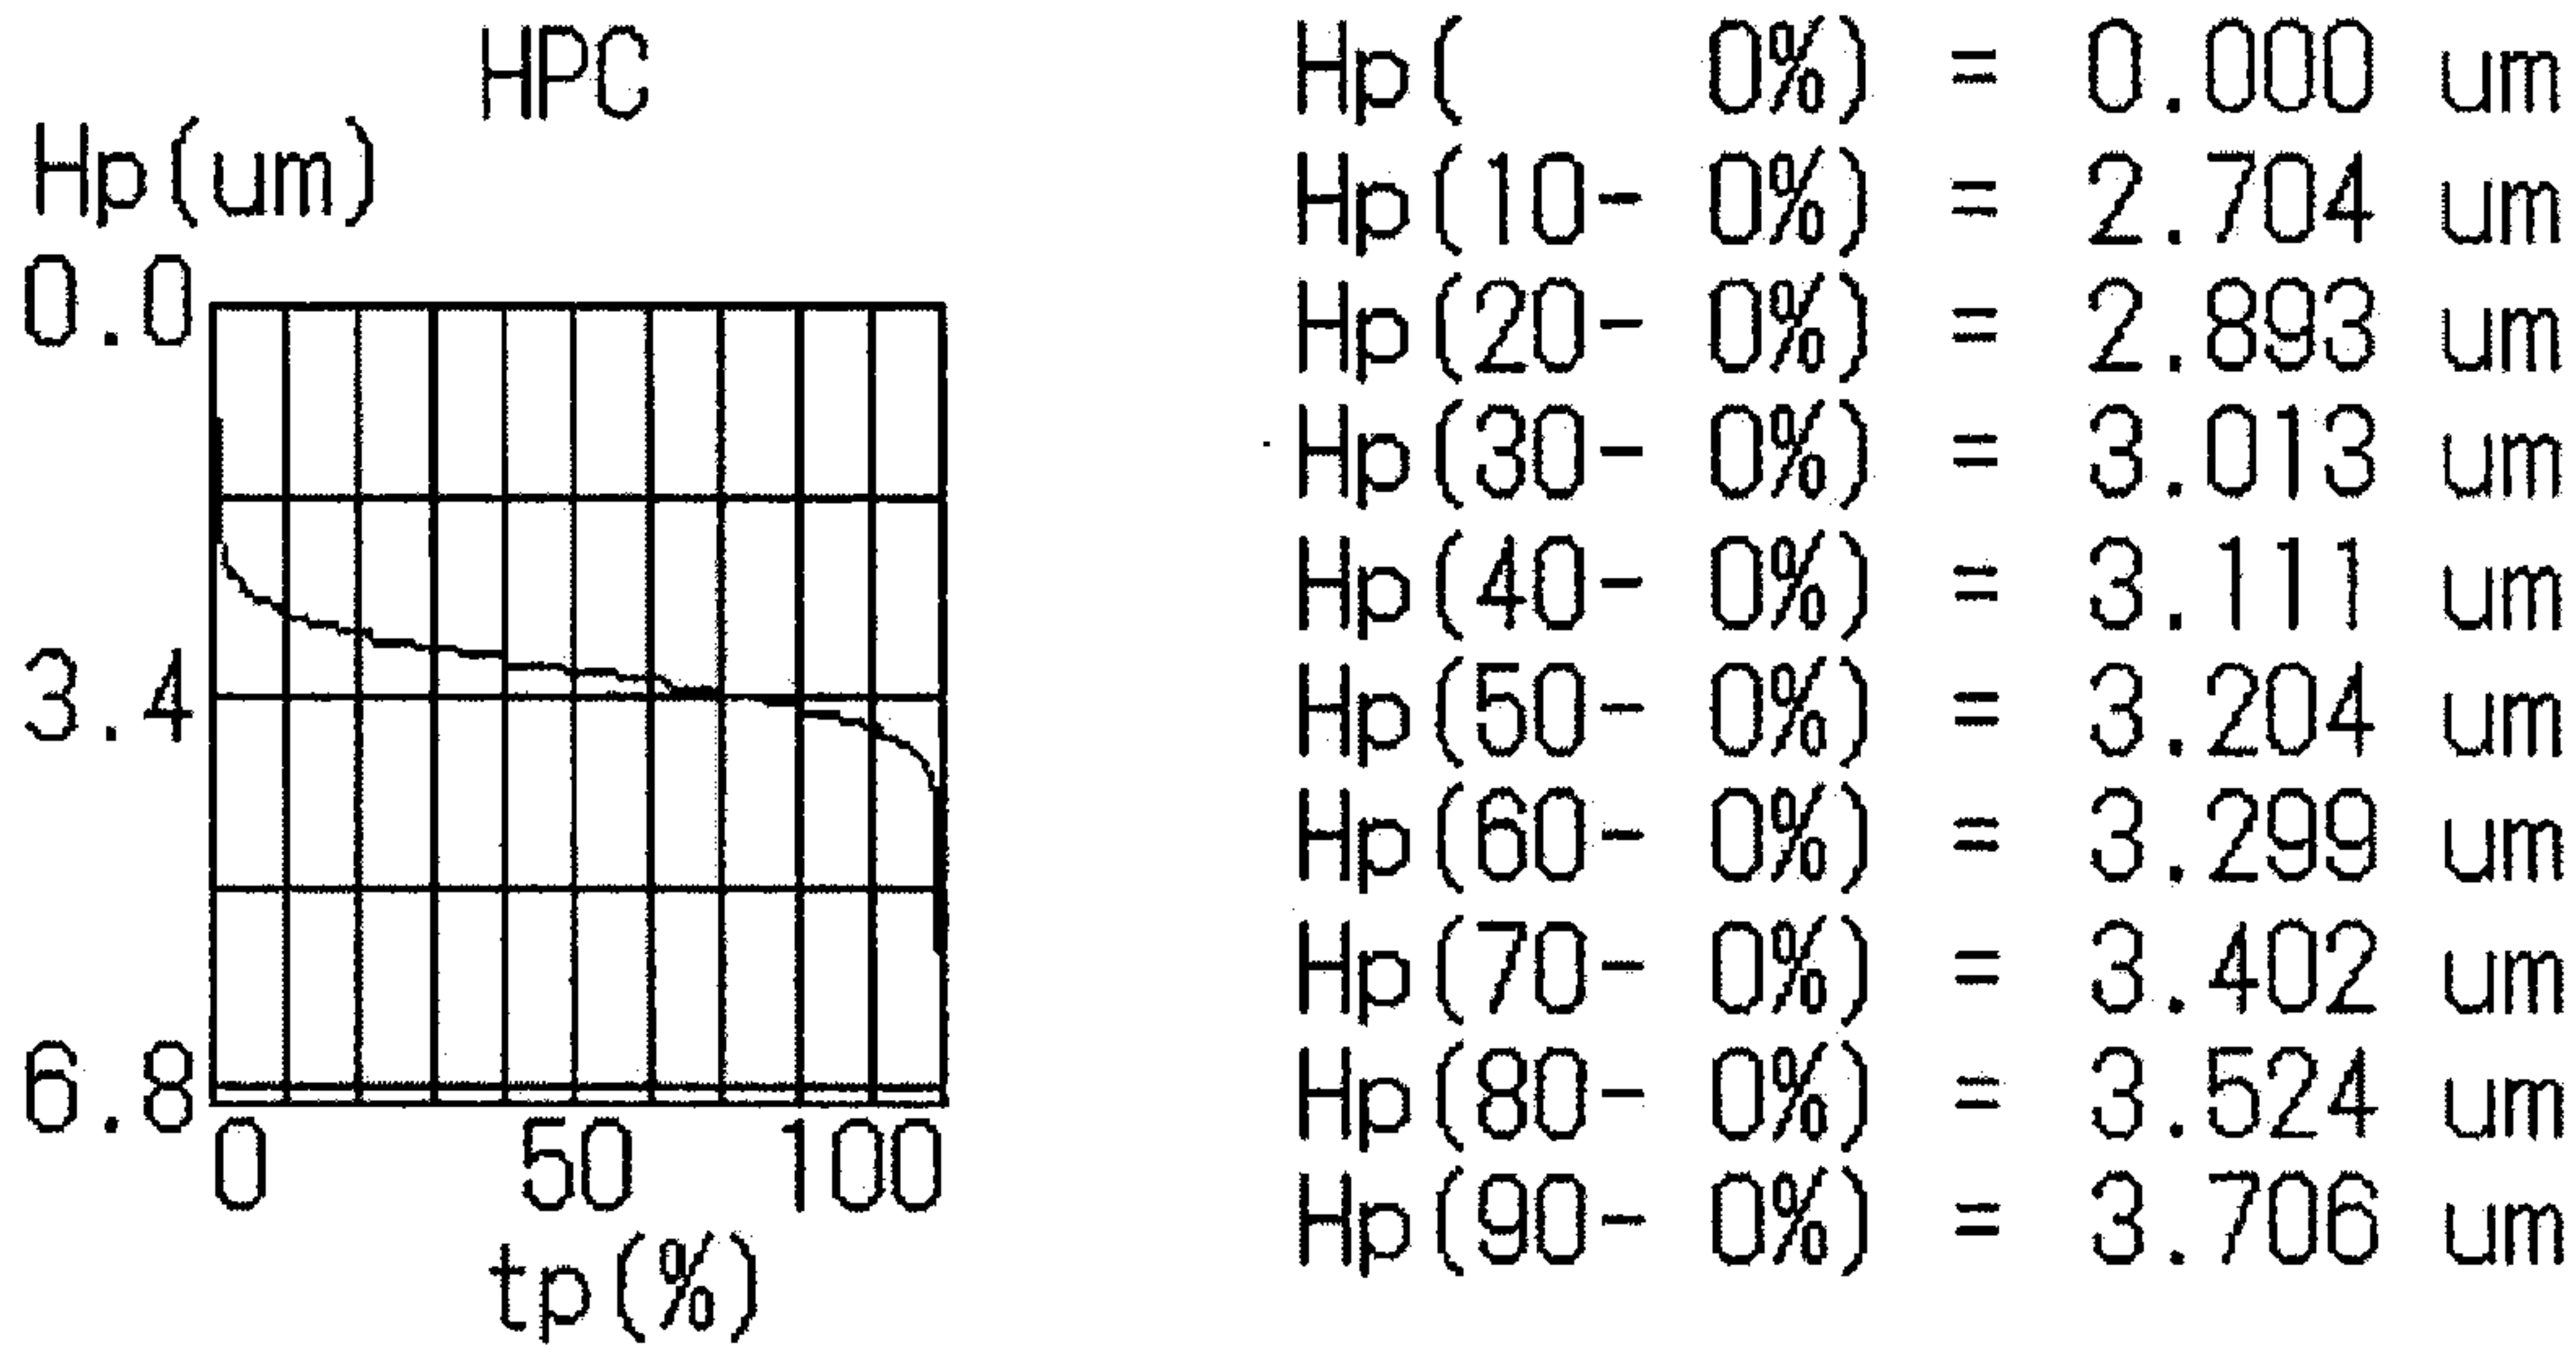 HPC
Hp(um)
0.0
3.4
6.8
0 50 100
tp(%)
Hp( 0%) = 0.000 um
Hp(10- 0%) = 2.704 um
Hp(20- 0%) = 2.893 um
Hp(30- 0%) = 3.013 um
Hp(40- 0%) = 3.111 um
Hp(50- 0%) = 3.204 um
Hp(60- 0%) = 3.299 um
Hp(70- 0%) = 3.402 um
Hp(80- 0%) = 3.524 um
Hp(90- 0%) = 3.706 um